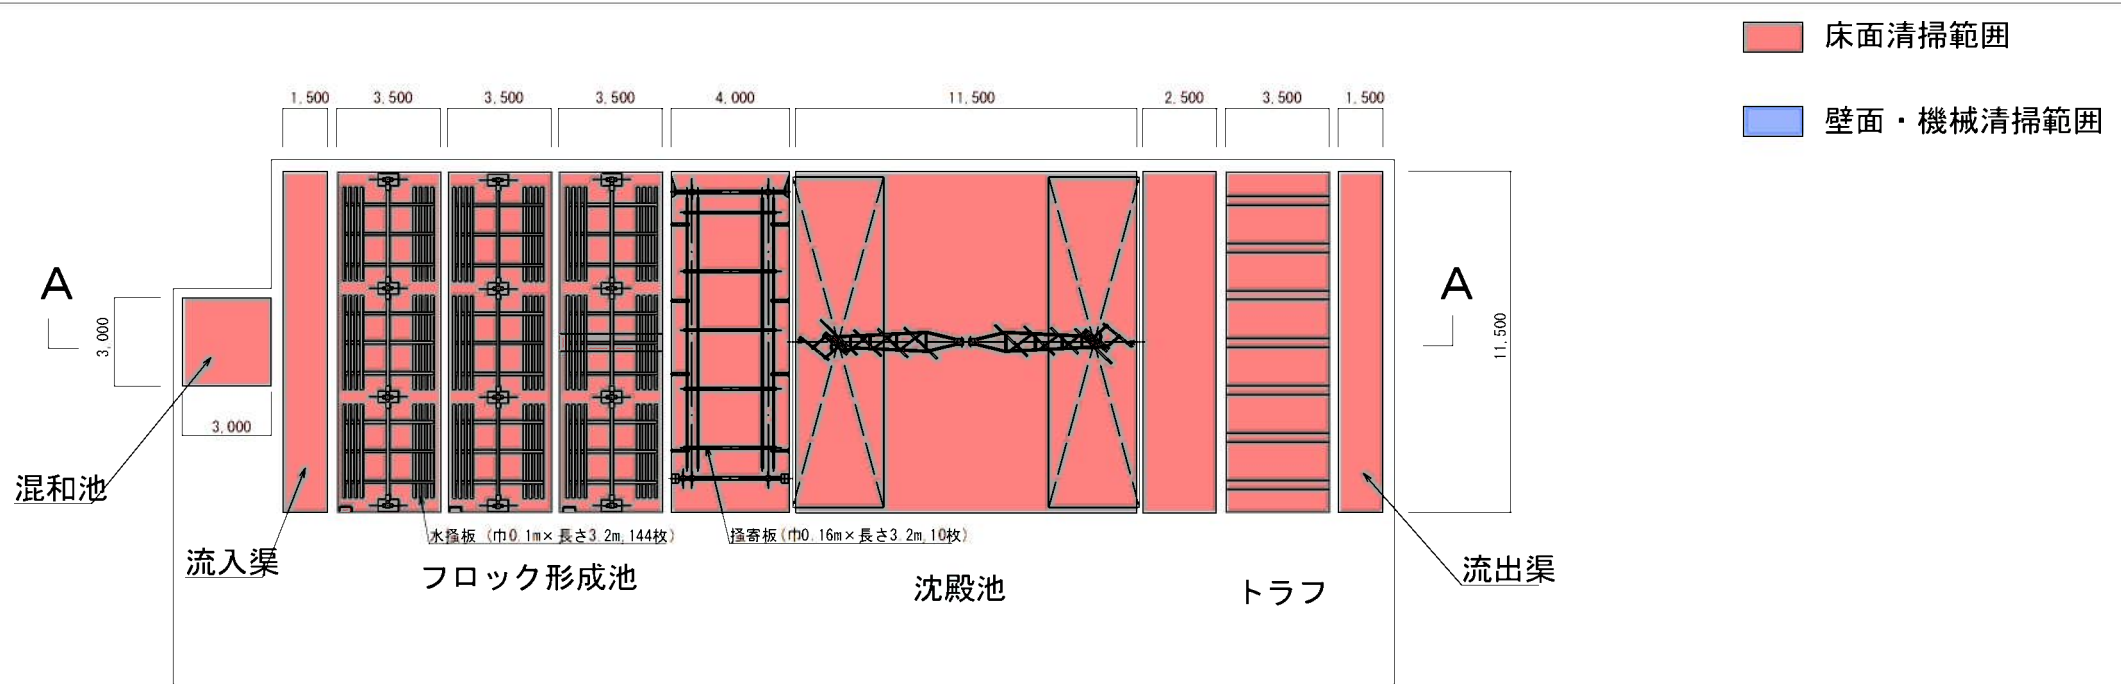 床面清掃範囲
壁面・機械清掃範囲
1,500
3,500
3,500
3,500
4,000
11,500
2,500
3,500
1,500
A
A
3,000
3,000
11,500
混和池
流入渠
水掻板（巾0.1m×長さ3.2m,144枚）
掻寄板（巾0.16m×長さ3.2m,10枚）
フロック形成池
沈殿池
トラフ
流出渠